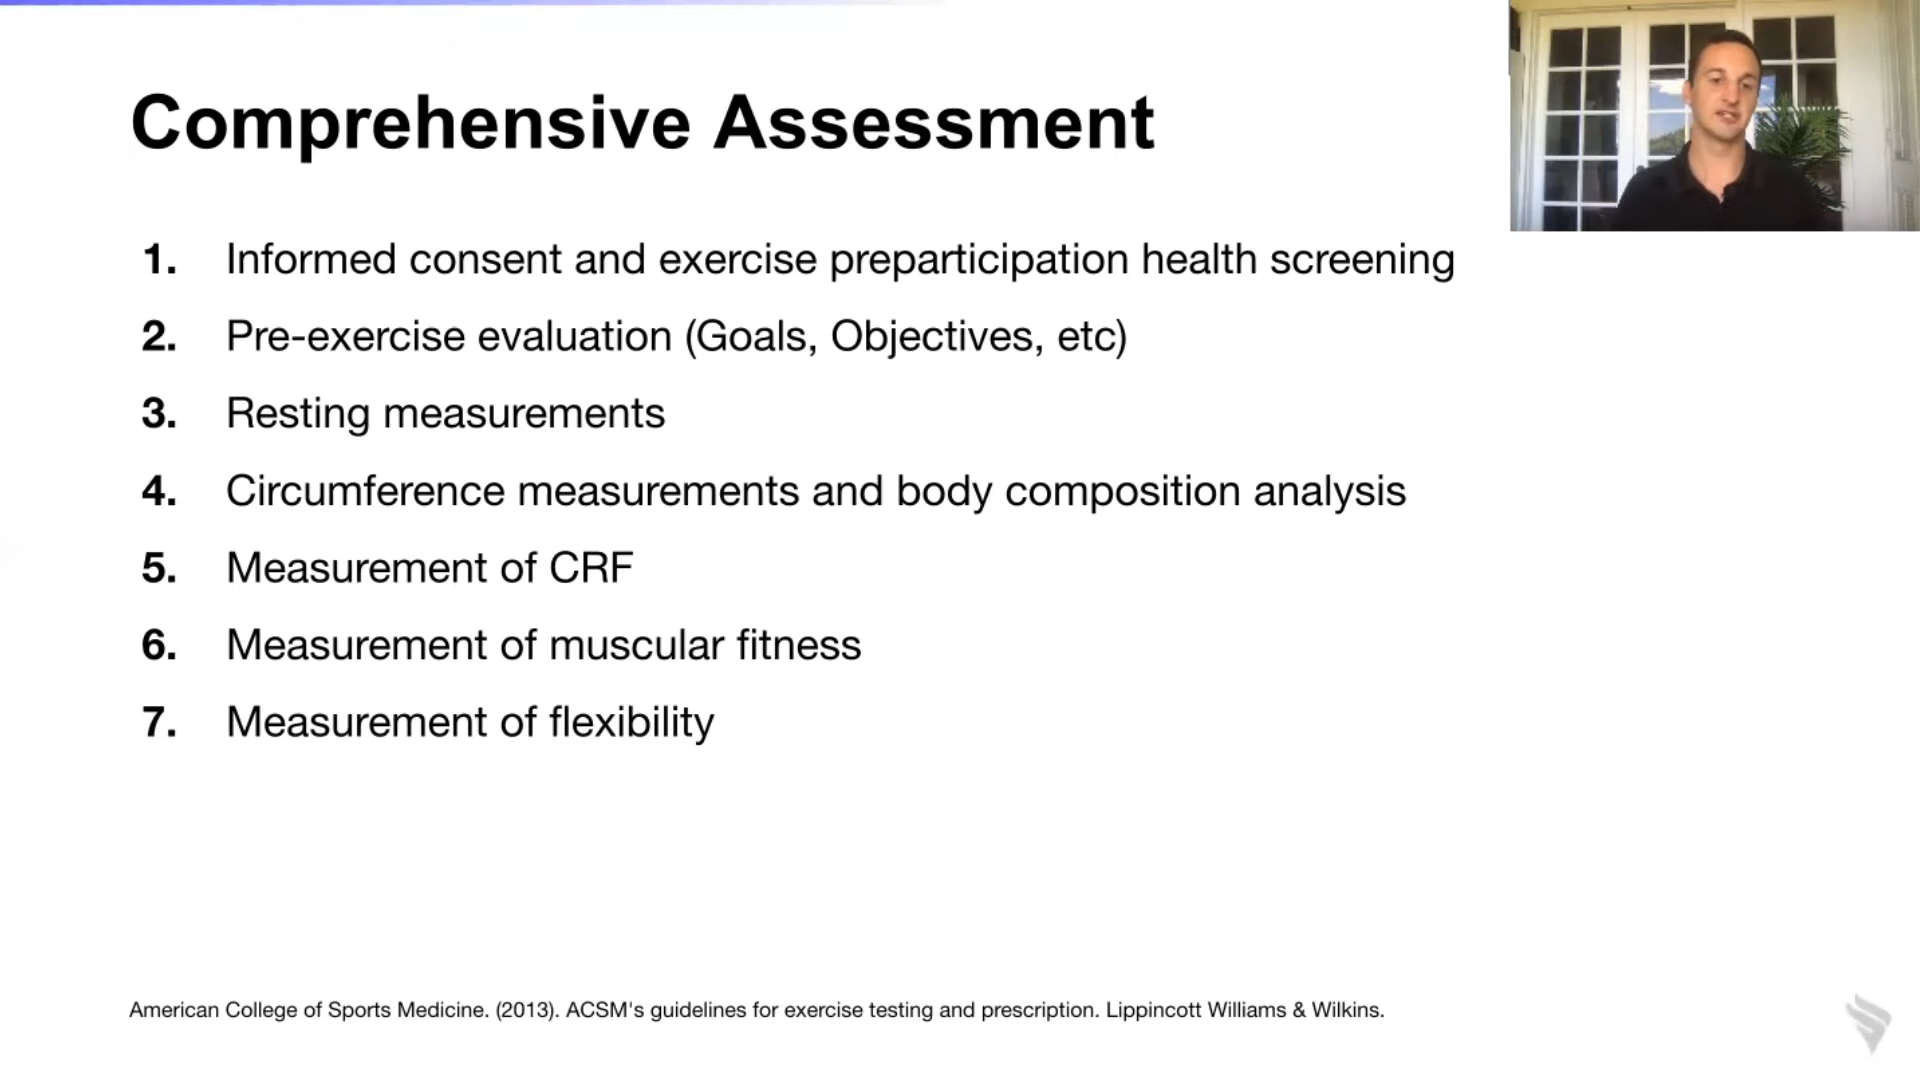 Comprehensive Assessment
1. Informed consent and exercise preparticipation health screening
2. Pre-exercise evaluation (Goals, Objectives, etc)
3. Resting measurements
4. Circumference measurements and body composition analysis
5. Measurement of CRF
6. Measurement of muscular fitness
7. Measurement of flexibility
American College of Sports Medicine. (2013). ACSM's guidelines for exercise testing and prescription. Lippincott Williams & Wilkins.